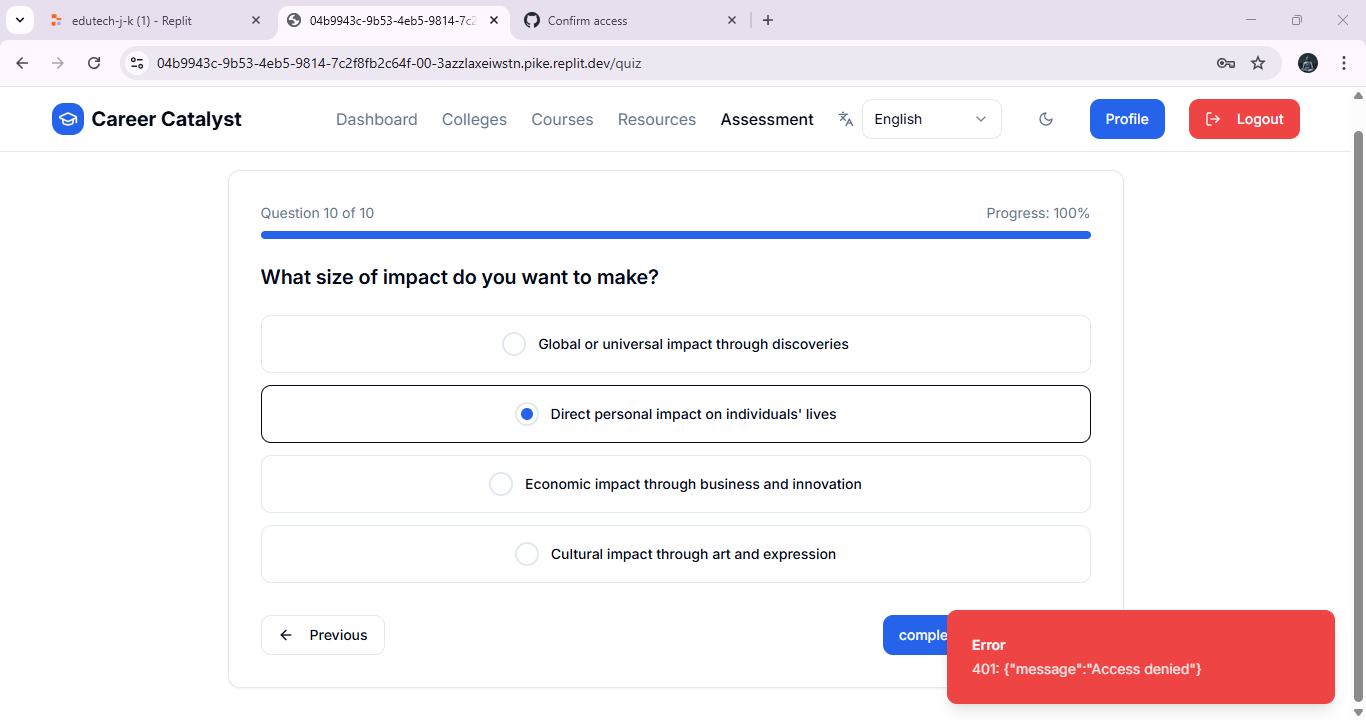 edutech-j-k (1) - Replit
04b9943c-9b53-4eb5-9814-7c2
Confirm access
04b9943c-9b53-4eb5-9814-7c2f8fb2c64f-00-3azzlaxeiwstn.pike.replit.dev/quiz
Career Catalyst
Dashboard
Colleges
Courses
Resources
Assessment
English
Profile
Logout
Question 10 of 10
Progress: 100%
What size of impact do you want to make?
Global or universal impact through discoveries
Direct personal impact on individuals' lives
Economic impact through business and innovation
Cultural impact through art and expression
Previous
comple
Error
401: {"message":"Access denied"}